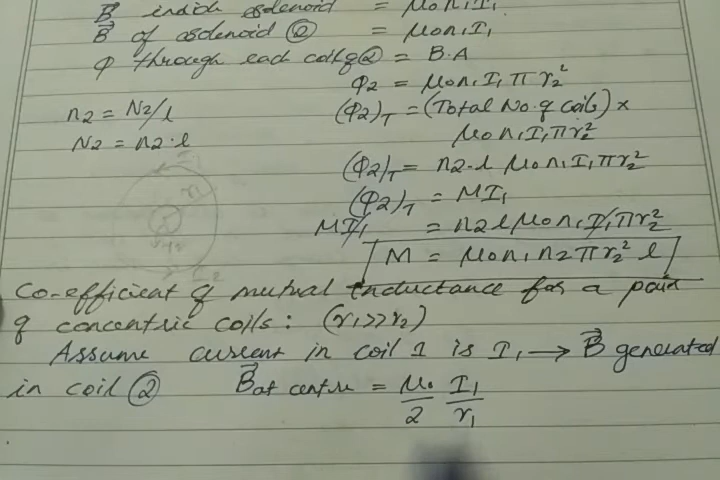 B⃗ inside solenoid = μ₀n₁I₁
B⃗ of solenoid ② = μ₀n₁I₁
φ through each coil of ② = B.A
φ₂ = μ₀n₁I₁πr₂²
n₂ = N₂/l
(φ₂)ₜ = (Total No. of coils) ×
N₂ = n₂.l
μ₀n₁I₁πr₂²
(φ₂)ₜ = n₂.l μ₀n₁I₁πr₂²
(φ₂)ₜ = MI₁
MI₁ = n₂lμ₀n₁I₁πr₂²
M = μ₀n₁n₂πr₂²l
Co-efficient of mutual Inductance for a pair
of concentric coils: (r₁>>r₂)
Assume current in coil 1 is I₁ → B⃗ generated
in coil ② B⃗at centre = μ₀/2 I₁/r₁